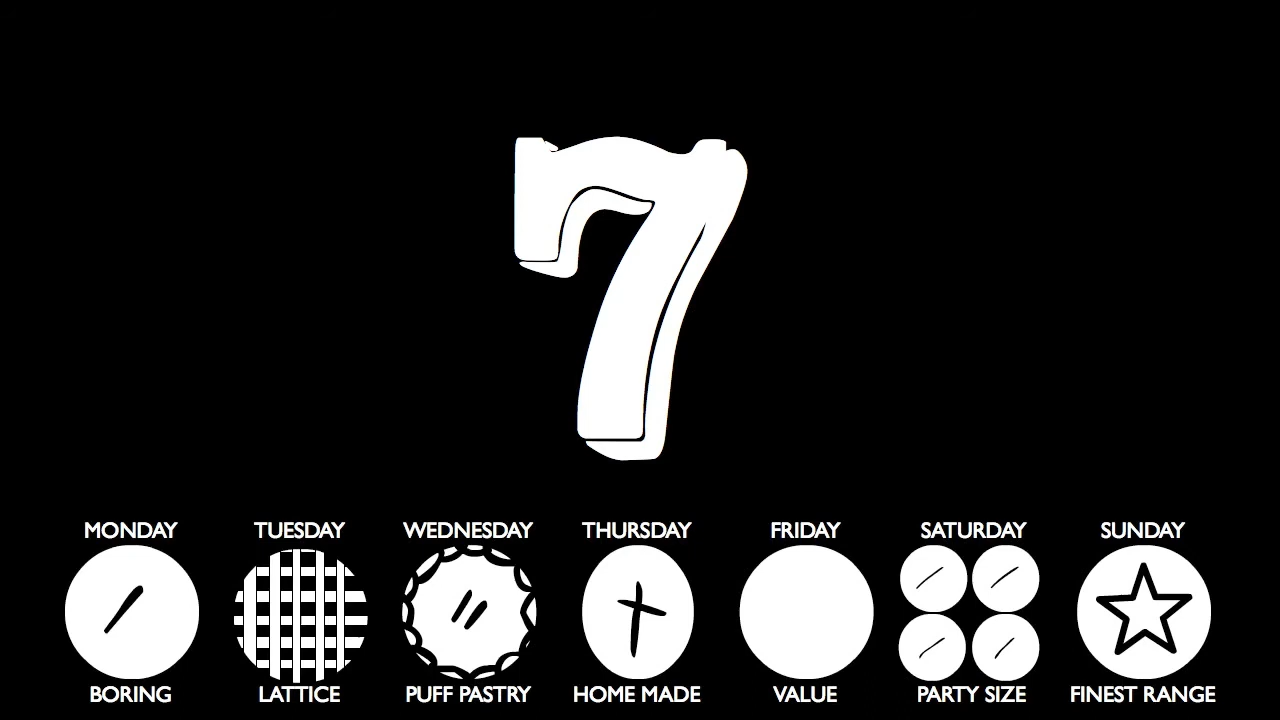 7
MONDAY TUESDAY WEDNESDAY THURSDAY FRIDAY SATURDAY SUNDAY
BORING LATTICE PUFF PASTRY HOME MADE VALUE PARTY SIZE FINEST RANGE